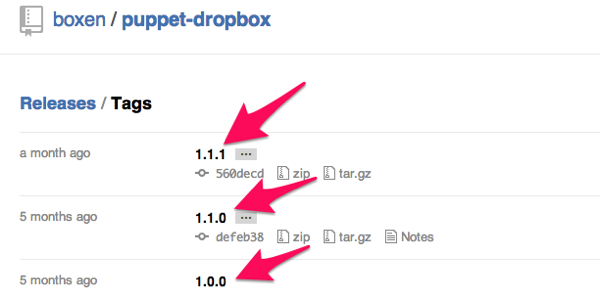 boxen / puppet-dropbox
Releases / Tags
a month ago 1.1.1 ...
560decd zip tar.gz
5 months ago 1.1.0 ...
defeb38 zip tar.gz Notes
5 months ago 1.0.0